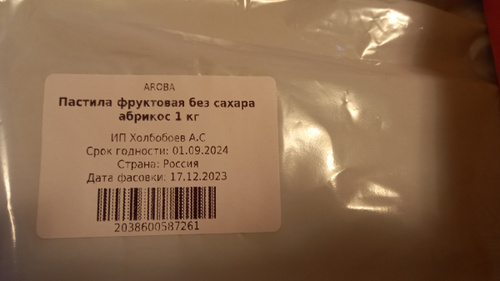 AROBA
Пастила фруктовая без сахара
абрикос 1 кг
ИП Холбобоев А.С
Срок годности: 01.09.2024
Страна: Россия
Дата фасовки: 17.12.2023
2038600587261